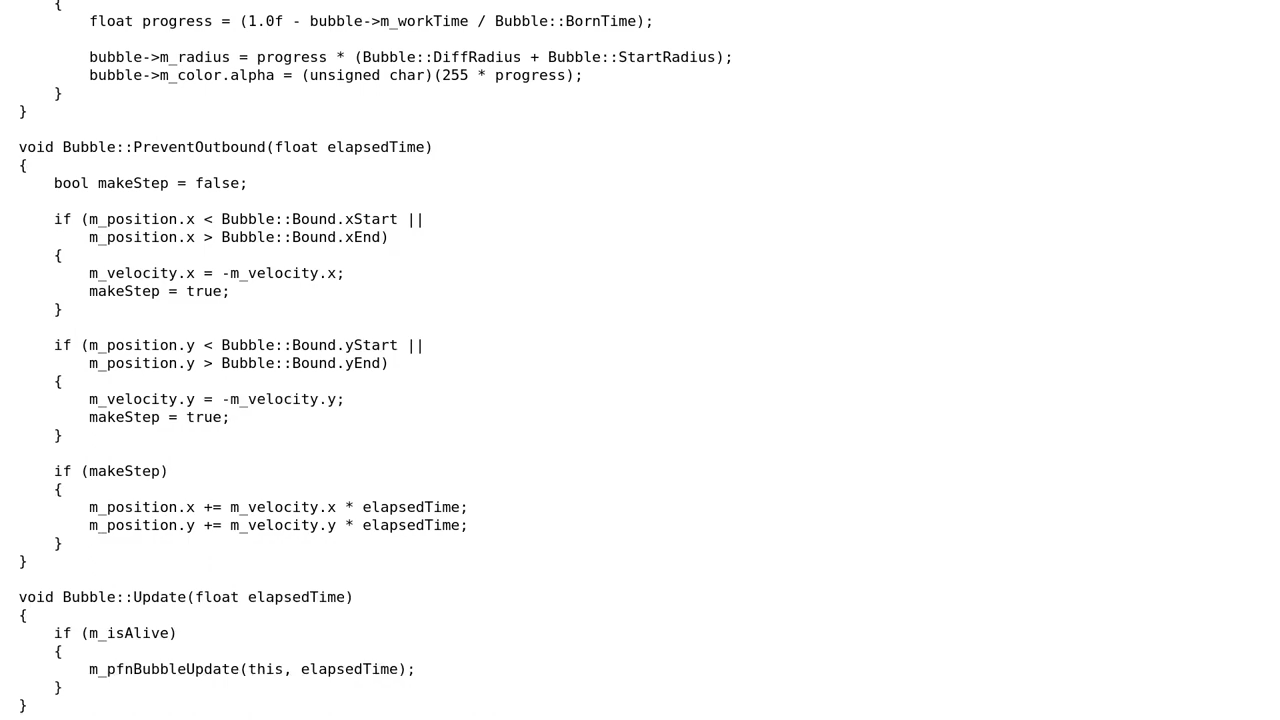 {
        float progress = (1.0f - bubble->m_workTime / Bubble::BornTime);

        bubble->m_radius = progress * (Bubble::DiffRadius + Bubble::StartRadius);
        bubble->m_color.alpha = (unsigned char)(255 * progress);
    }
}

void Bubble::PreventOutbound(float elapsedTime)
{
    bool makeStep = false;

    if (m_position.x < Bubble::Bound.xStart ||
        m_position.x > Bubble::Bound.xEnd)
    {
        m_velocity.x = -m_velocity.x;
        makeStep = true;
    }

    if (m_position.y < Bubble::Bound.yStart ||
        m_position.y > Bubble::Bound.yEnd)
    {
        m_velocity.y = -m_velocity.y;
        makeStep = true;
    }

    if (makeStep)
    {
        m_position.x += m_velocity.x * elapsedTime;
        m_position.y += m_velocity.y * elapsedTime;
    }
}

void Bubble::Update(float elapsedTime)
{
    if (m_isAlive)
    {
        m_pfnBubbleUpdate(this, elapsedTime);
    }
}